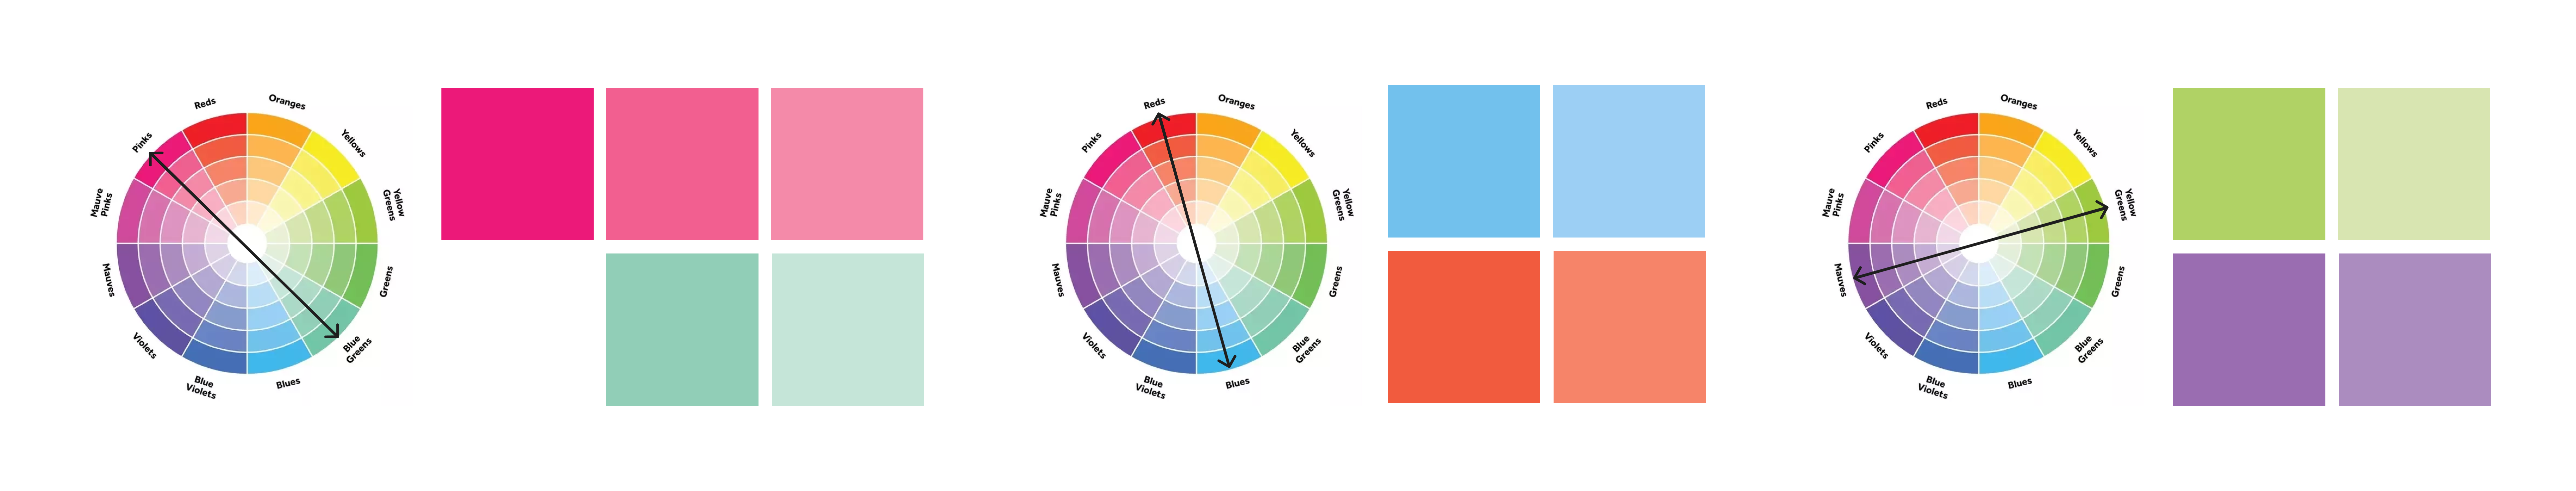 Reds
Oranges
Yellows
Yellow
Greens
Greens
Blue
Greens
Blues
Blue
Violets
Violets
Mauves
Mauve
Pinks
Pinks
Reds
Oranges
Yellows
Yellow
Greens
Greens
Blue
Greens
Blues
Blue
Violets
Violets
Mauves
Mauve
Pinks
Pinks
Reds
Oranges
Yellows
Yellow
Greens
Greens
Blue
Greens
Blues
Blue
Violets
Violets
Mauves
Mauve
Pinks
Pinks